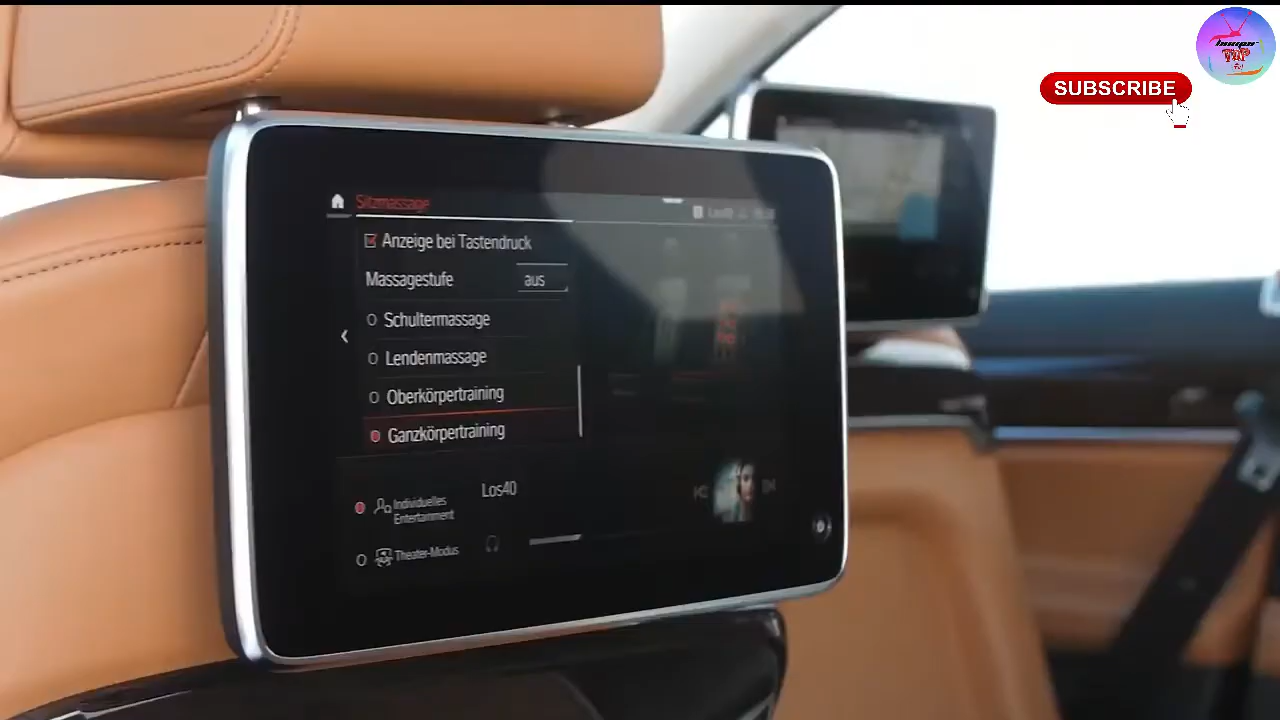 SUBSCRIBE
Sitzmassage
Anzeige bei Tastendruck
Massagestufe aus
Schultermassage
Lendenmassage
Oberkörpertraining
Ganzkörpertraining
Individuelles
Entertainment
Los40
Theater-Modus